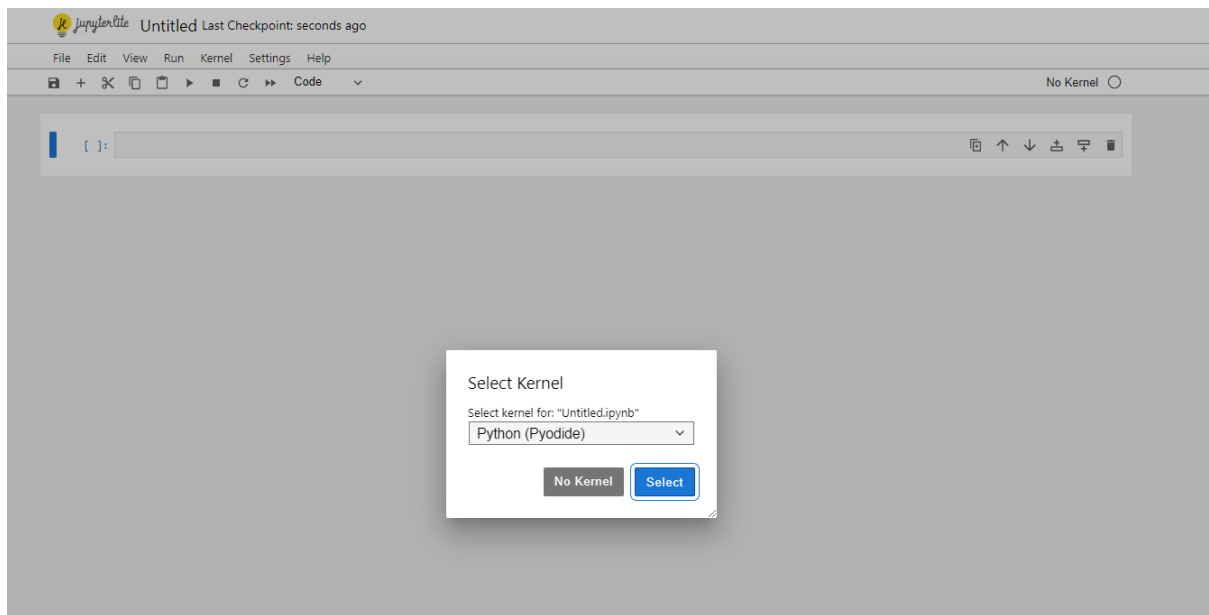 jupyterlite Untitled Last Checkpoint: seconds ago
File Edit View Run Kernel Settings Help
Code No Kernel
[ ]:
Select Kernel
Select kernel for: "Untitled.ipynb"
Python (Pyodide)
No Kernel Select